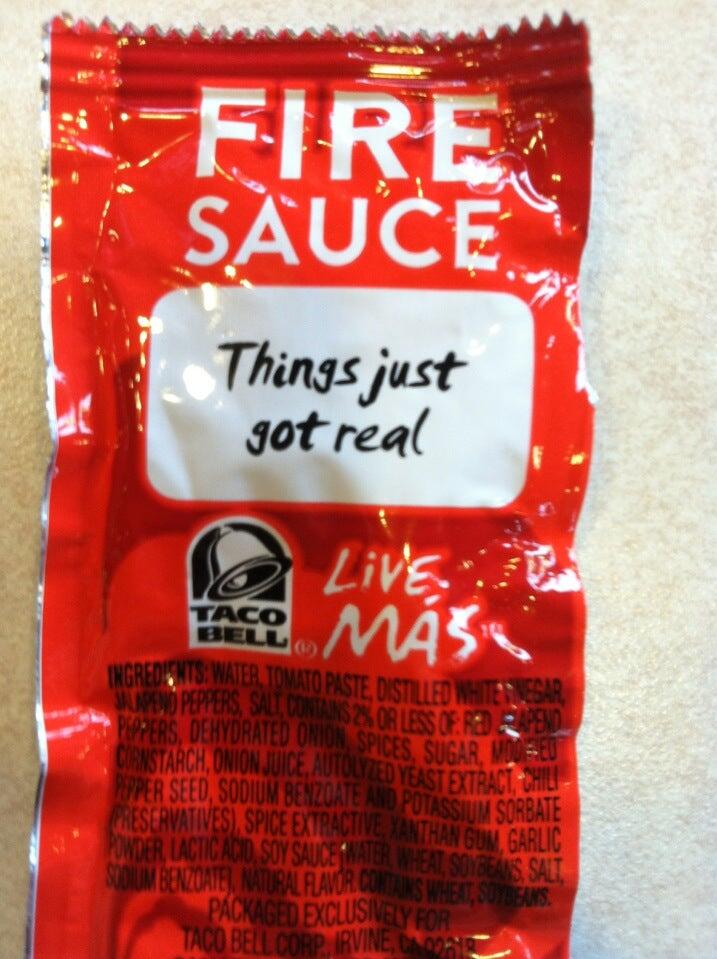 FIRE
SAUCE
Things just
got real
TACO
BELL®
LiVE
MÁS™
INGREDIENTS: WATER, TOMATO PASTE, DISTILLED WHITE VINEGAR,
JALAPENO PEPPERS, SALT, CONTAINS 2% OR LESS OF: RED JALAPENO
PEPPERS, DEHYDRATED ONION, SPICES, SUGAR, MODIFIED
CORNSTARCH, ONION JUICE, AUTOLYZED YEAST EXTRACT, CHILI
PEPPER SEED, SODIUM BENZOATE AND POTASSIUM SORBATE
(PRESERVATIVES), SPICE EXTRACTIVE, XANTHAN GUM, GARLIC
POWDER, LACTIC ACID, SOY SAUCE (WATER, WHEAT, SOYBEANS, SALT,
SODIUM BENZOATE), NATURAL FLAVOR. CONTAINS WHEAT, SOYBEANS.
PACKAGED EXCLUSIVELY FOR
TACO BELL CORP., IRVINE, CA 92618